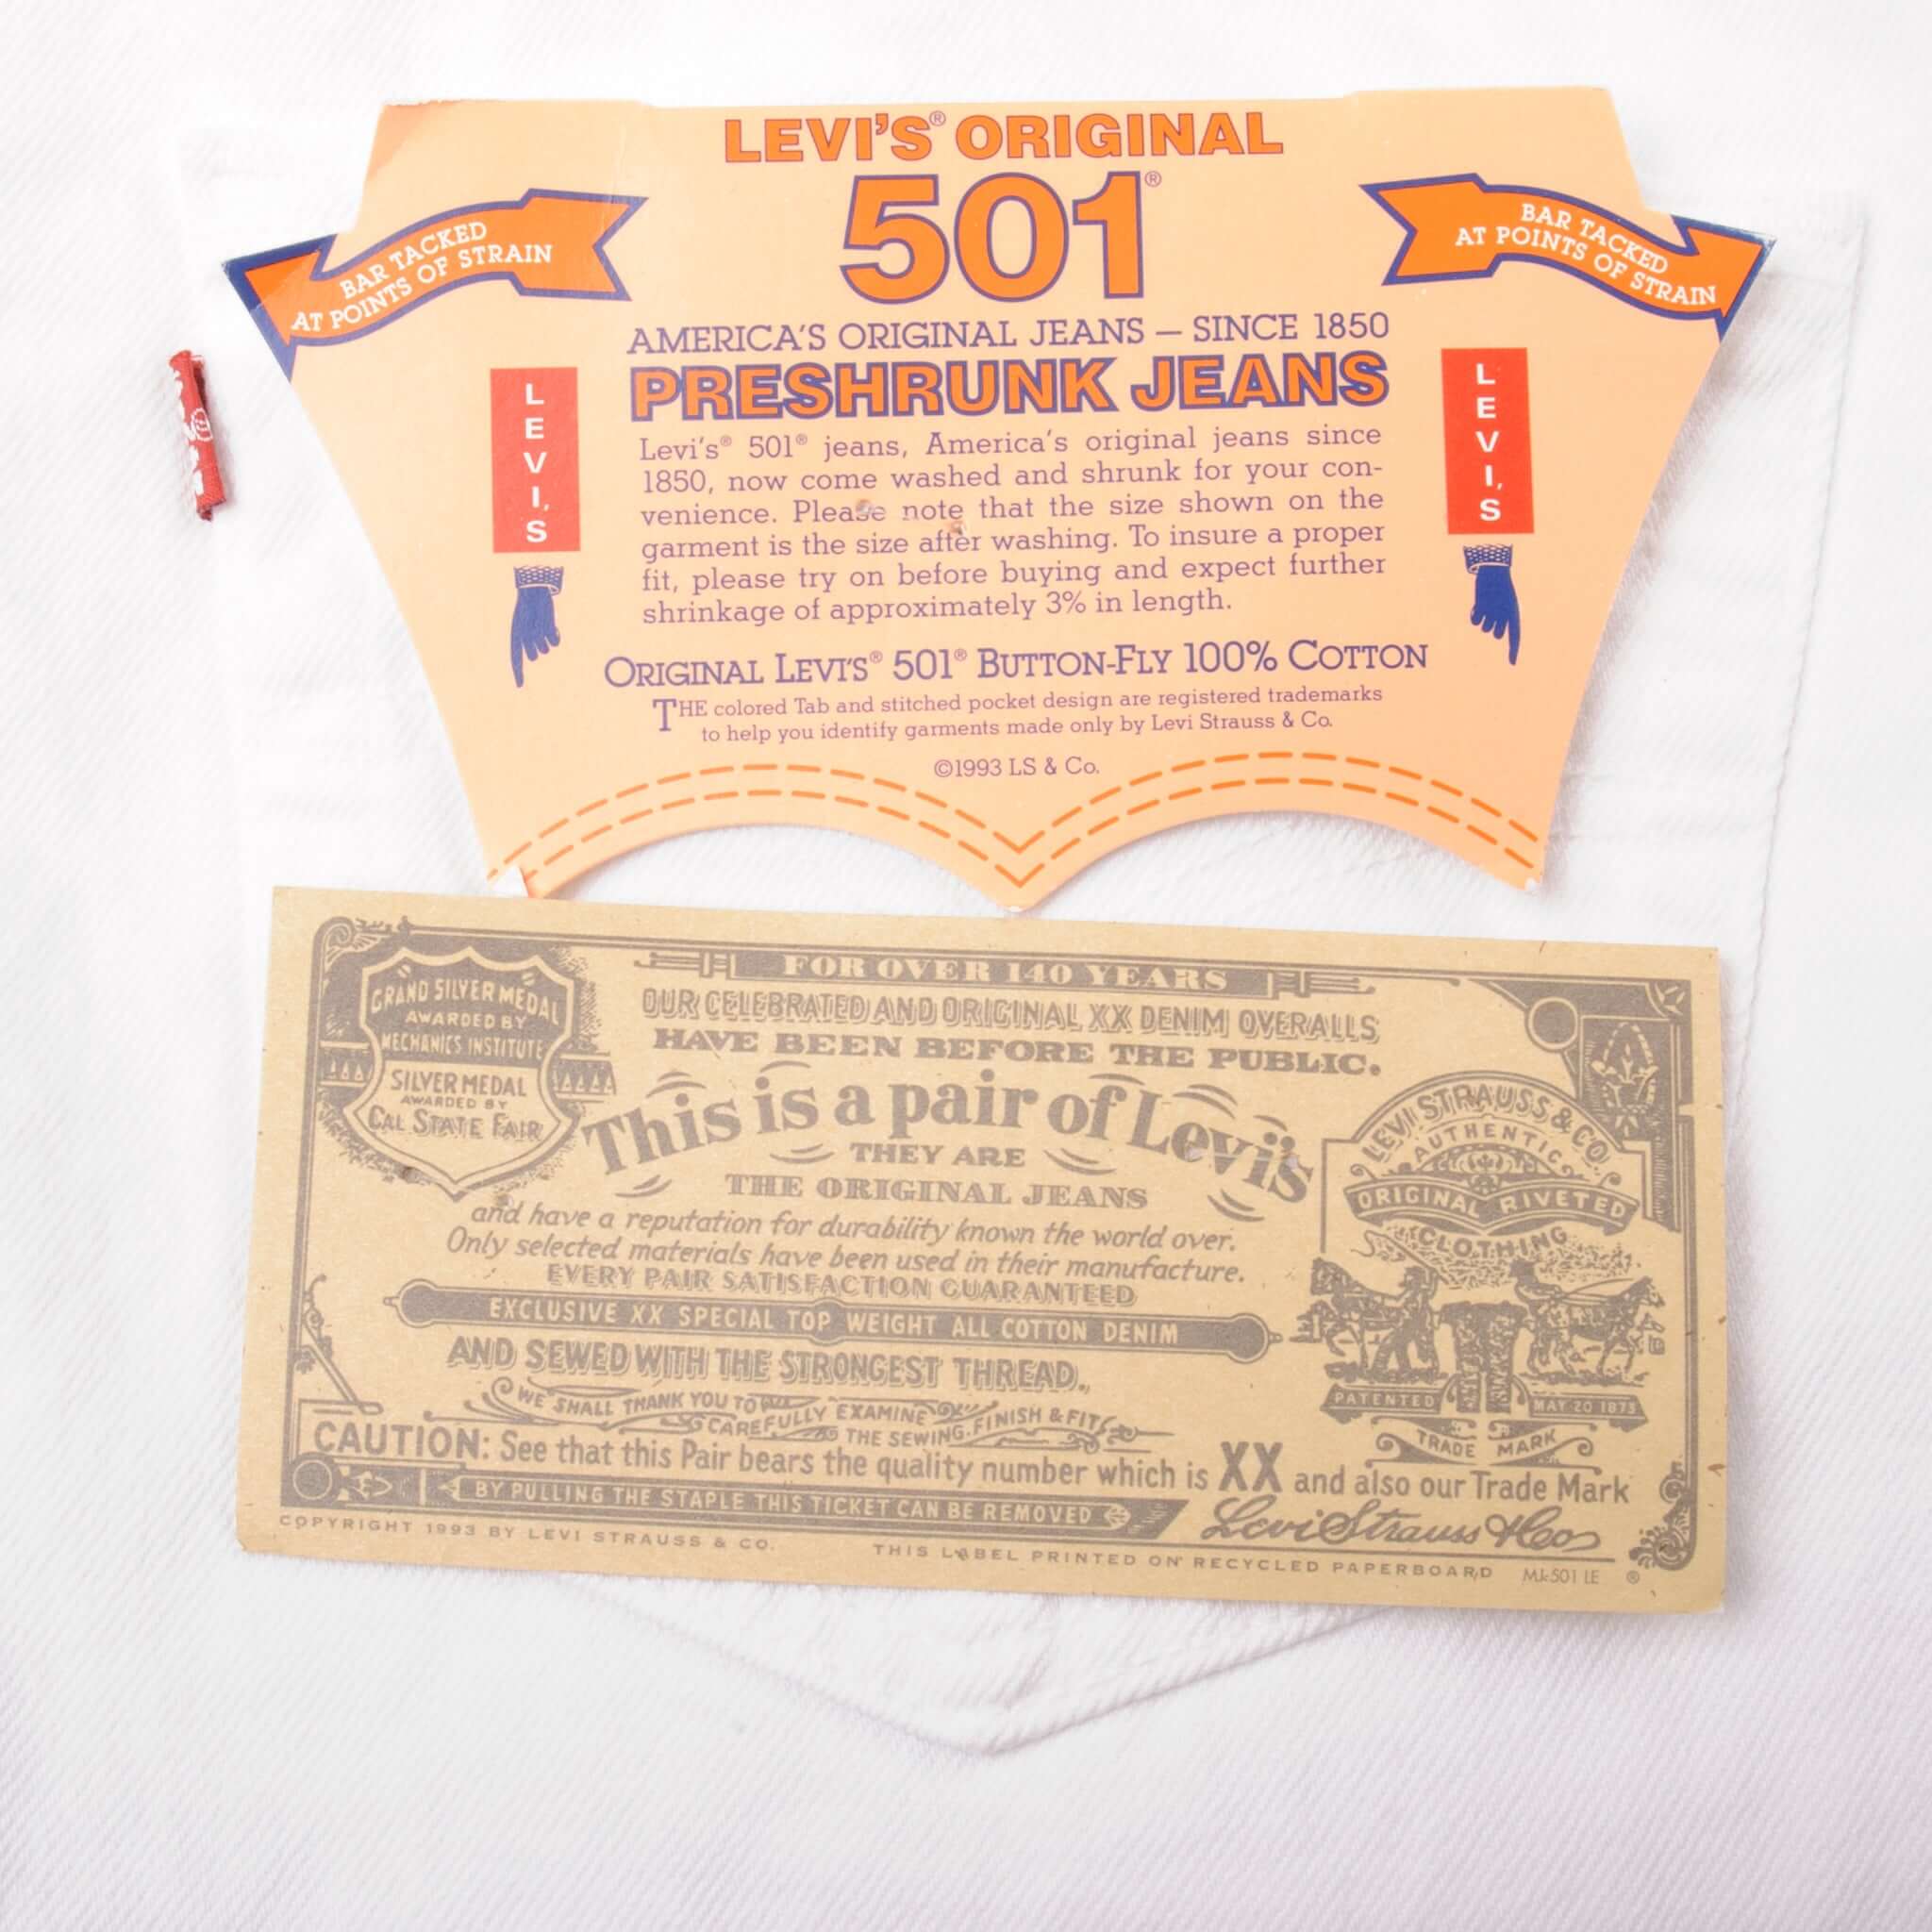 LEVI'S® ORIGINAL
501®
BAR TACKED
AT POINTS OF STRAIN
BAR TACKED
AT POINTS OF STRAIN
AMERICA'S ORIGINAL JEANS – SINCE 1850
PRESHRUNK JEANS
LEVI'S
LEVI'S
Levi's® 501® jeans, America's original jeans since
1850, now come washed and shrunk for your con-
venience. Please note that the size shown on the
garment is the size after washing. To insure a proper
fit, please try on before buying and expect further
shrinkage of approximately 3% in length.
ORIGINAL LEVI'S® 501® BUTTON-FLY 100% COTTON
THE colored Tab and stitched pocket design are registered trademarks
to help you identify garments made only by Levi Strauss & Co.
©1993 LS & Co.
GRAND SILVER MEDAL
AWARDED BY
MECHANICS INSTITUTE
SILVER MEDAL
AWARDED BY
CAL STATE FAIR
FOR OVER 140 YEARS
OUR CELEBRATED AND ORIGINAL XX DENIM OVERALLS
HAVE BEEN BEFORE THE PUBLIC.
This is a pair of Levi's
THEY ARE
THE ORIGINAL JEANS
and have a reputation for durability known the world over.
Only selected materials have been used in their manufacture.
EVERY PAIR SATISFACTION GUARANTEED
EXCLUSIVE XX SPECIAL TOP WEIGHT ALL COTTON DENIM
AND SEWED WITH THE STRONGEST THREAD.
WE SHALL THANK YOU TO
CAREFULLY EXAMINE
THE SEWING, FINISH & FIT
LEVI STRAUSS & CO.
AUTHENTIC
ORIGINAL RIVETED
CLOTHING
PATENTED
MAY 20 1873
TRADE MARK
CAUTION: See that this Pair bears the quality number which is XX and also our Trade Mark
BY PULLING THE STAPLE THIS TICKET CAN BE REMOVED
Levi Strauss & Co
COPYRIGHT 1993 BY LEVI STRAUSS & CO.
THIS LABEL PRINTED ON RECYCLED PAPERBOARD
MJ-501 LE ®